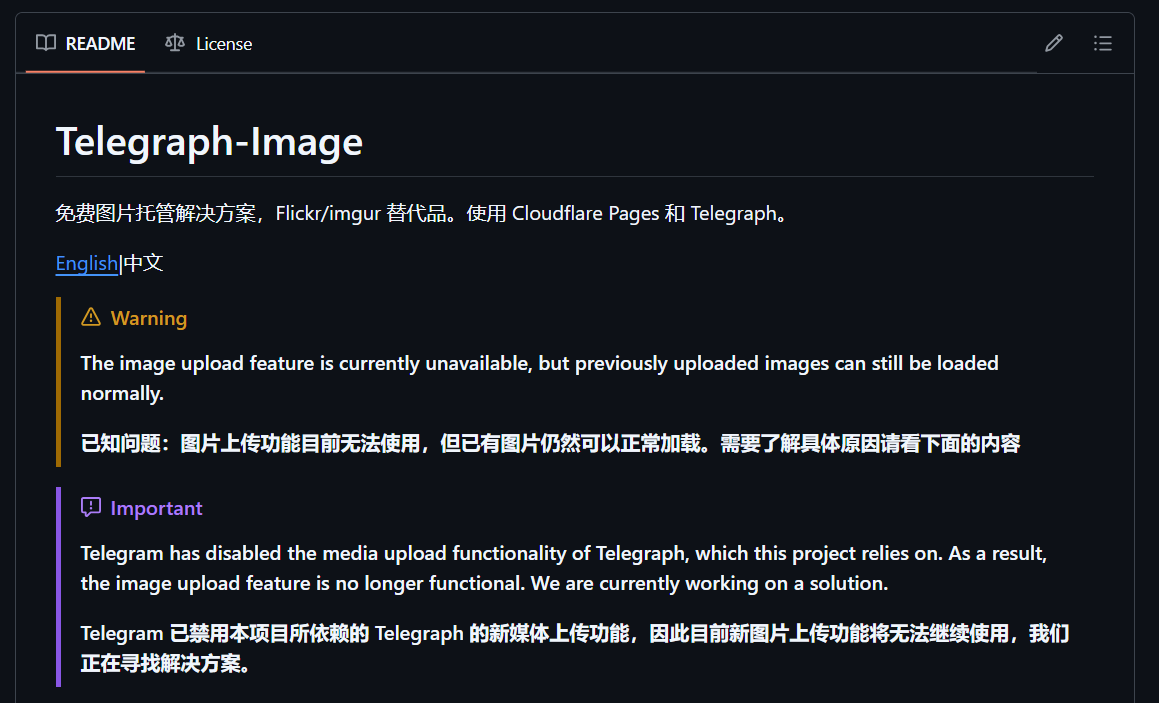 README
License
Telegraph-Image
免费图片托管解决方案，Flickr/imgur 替代品。使用 Cloudflare Pages 和 Telegraph。
English|中文
Warning
The image upload feature is currently unavailable, but previously uploaded images can still be loaded
normally.
已知问题：图片上传功能目前无法使用，但已有图片仍然可以正常加载。需要了解具体原因请看下面的内容
Important
Telegram has disabled the media upload functionality of Telegraph, which this project relies on. As a result,
the image upload feature is no longer functional. We are currently working on a solution.
Telegram 已禁用本项目所依赖的 Telegraph 的新媒体上传功能，因此目前新图片上传功能将无法继续使用，我们
正在寻找解决方案。